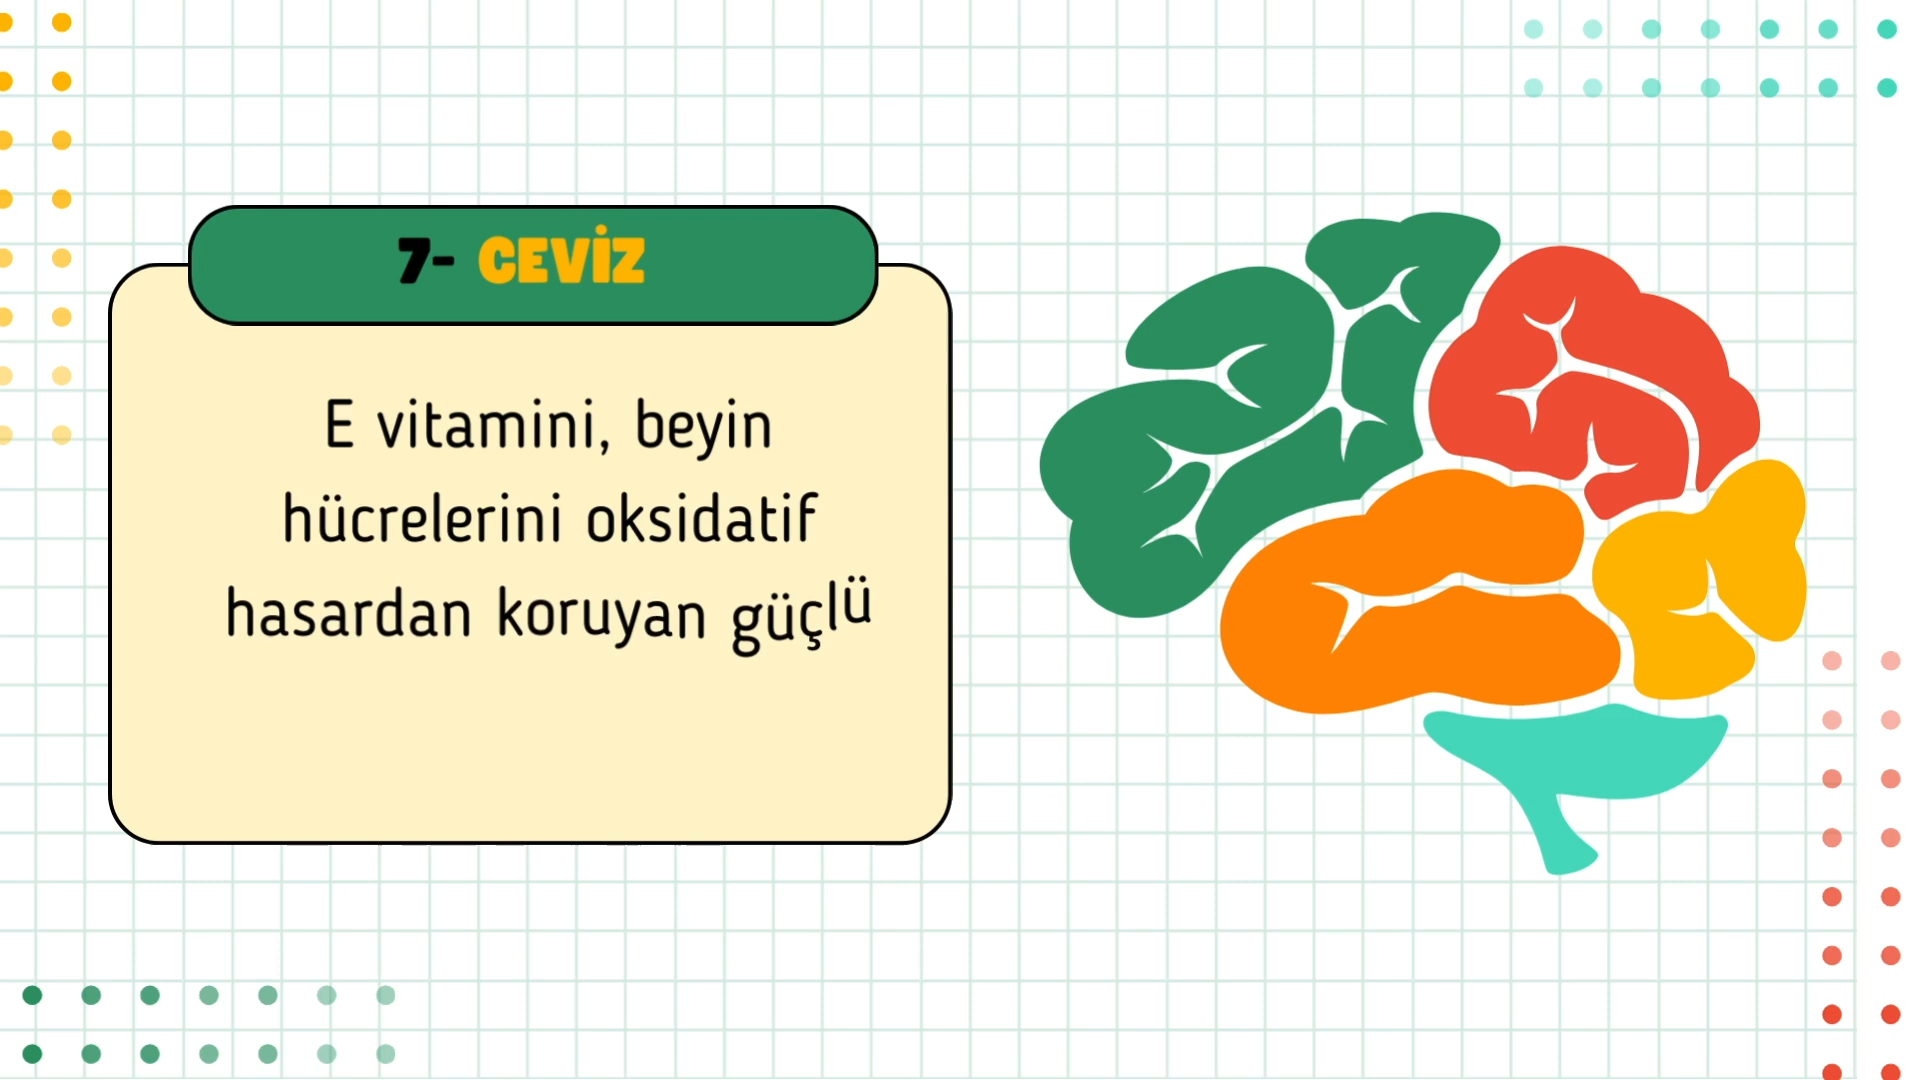 7- CEVİZ
E vitamini, beyin
hücrelerini oksidatif
hasardan koruyan güçlü